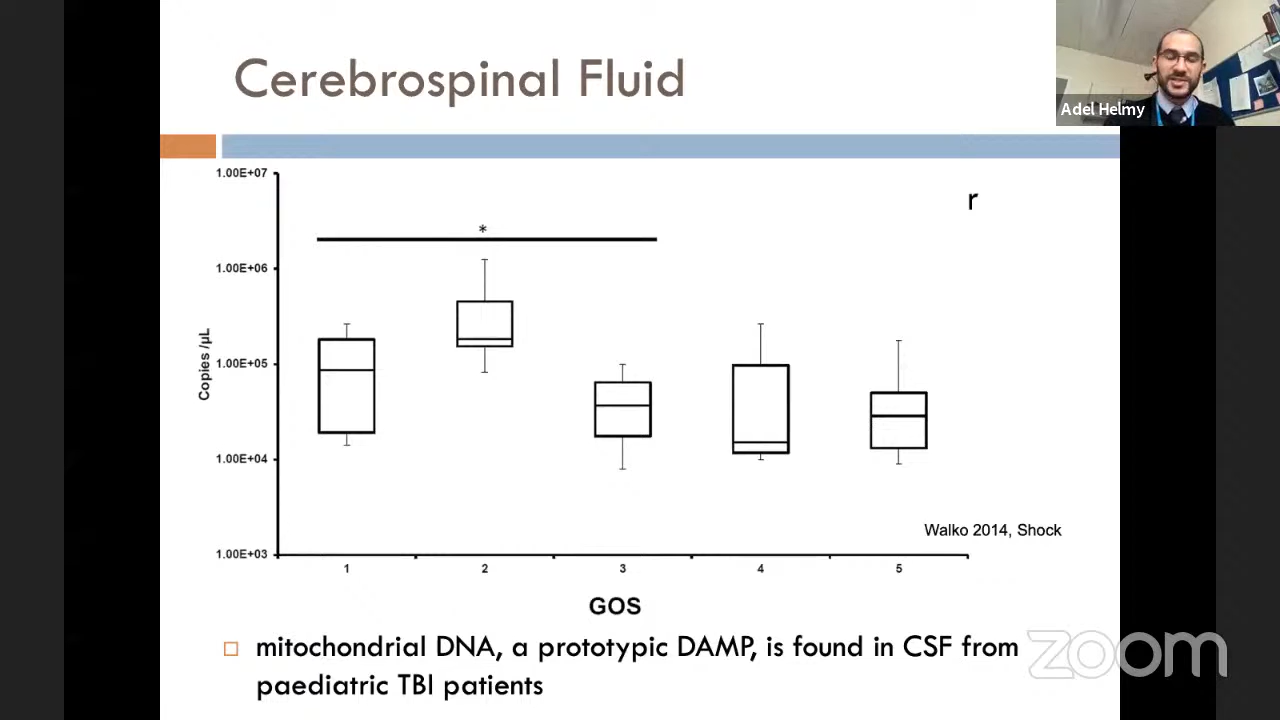 Cerebrospinal Fluid
Adel Helmy
1.00E+07
r
*
1.00E+06
Copies /µL
1.00E+05
1.00E+04
Walko 2014, Shock
1.00E+03
1 2 3 4 5
GOS
mitochondrial DNA, a prototypic DAMP, is found in CSF from
paediatric TBI patients
zoom